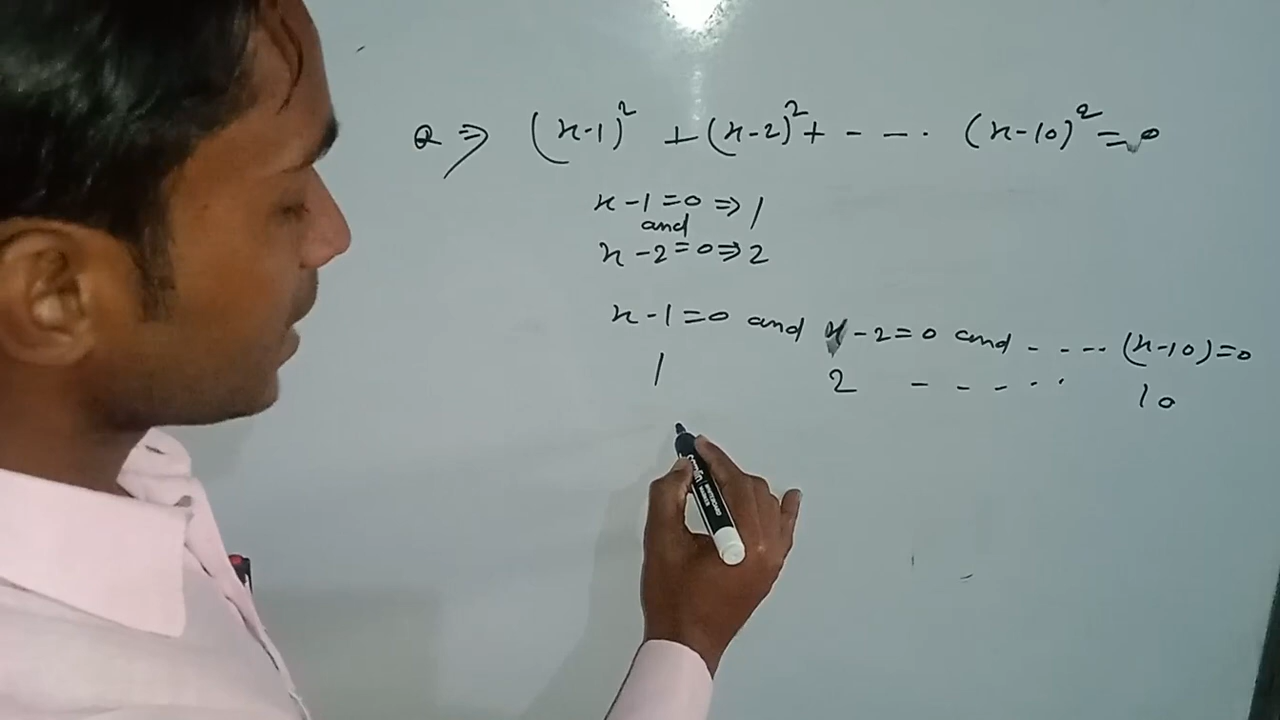 Q ⇒ (x-1)² + (x-2)² + - - - . (x-10)² = 0
x - 1 = 0 ⇒ 1
and
x - 2 = 0 ⇒ 2
x - 1 = 0 and x - 2 = 0 and - - - - - (x-10) = 0
1 2 - - - - - 10